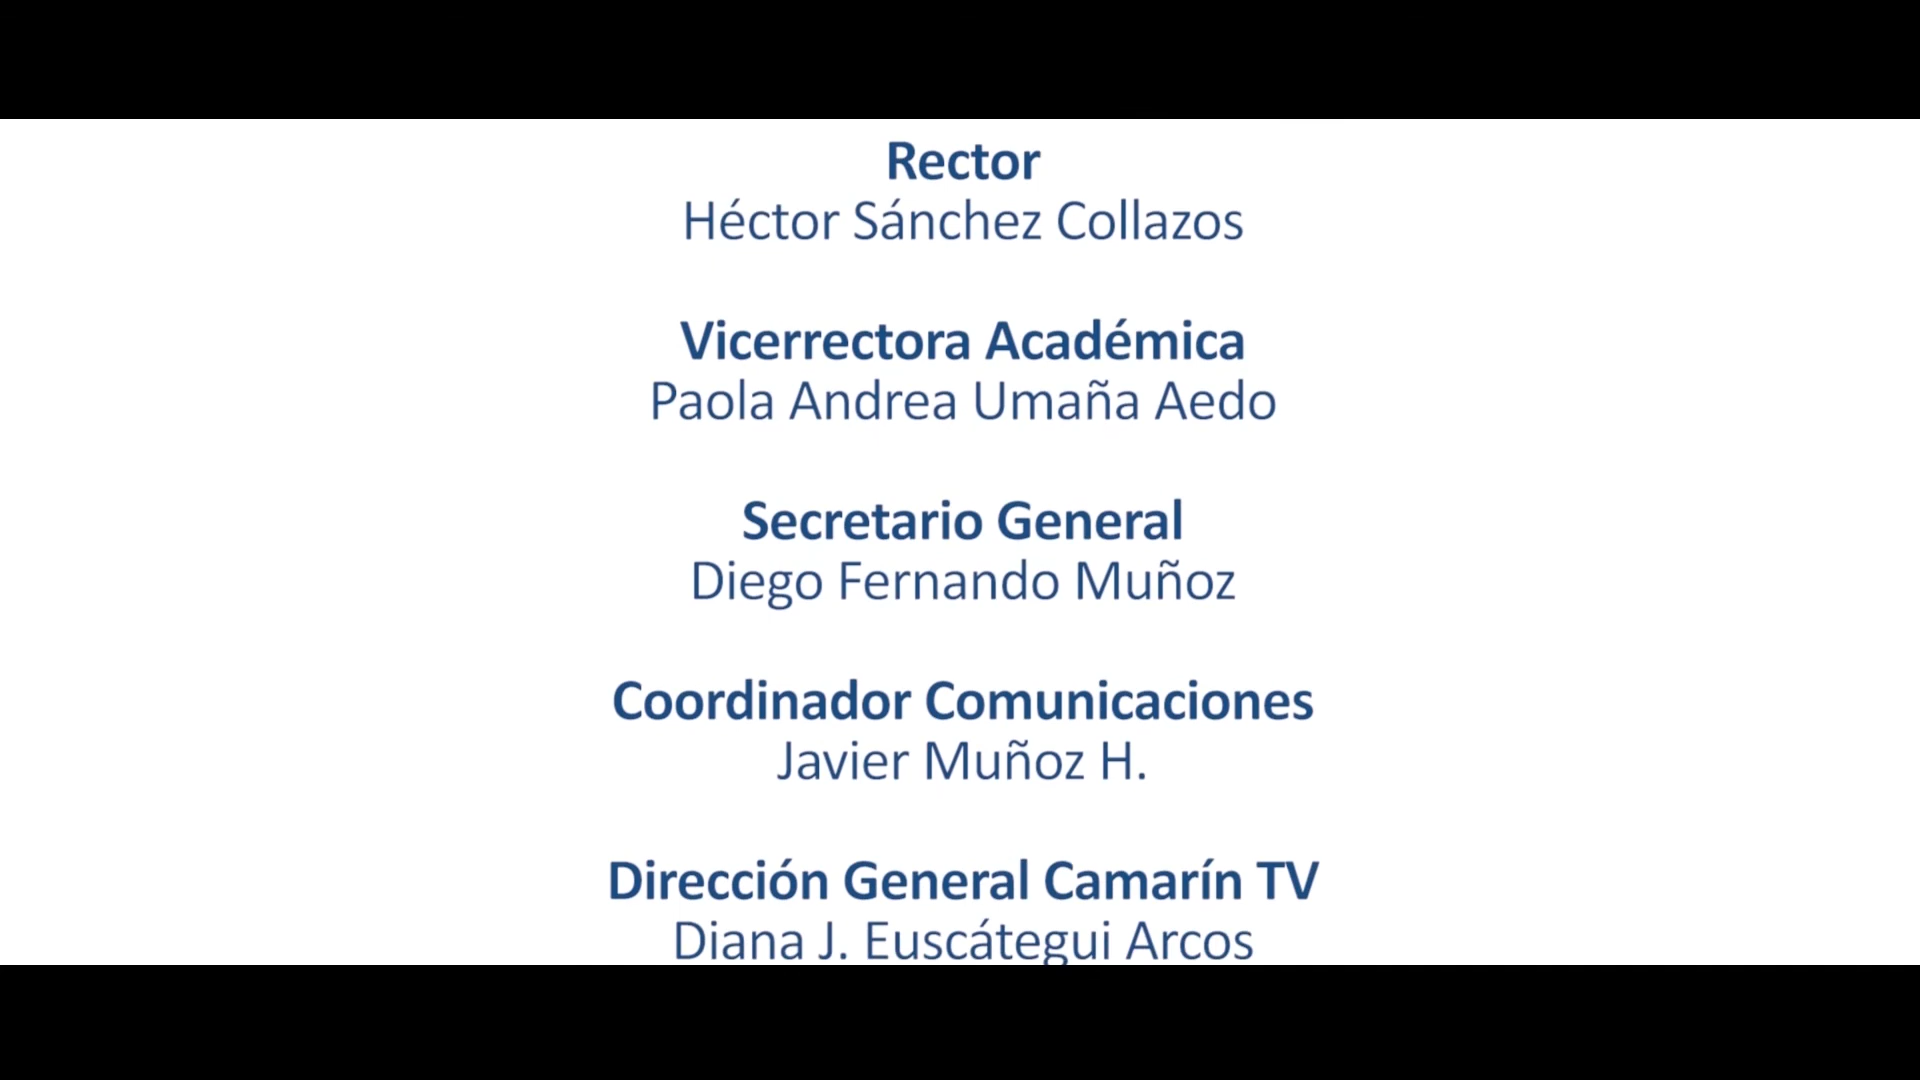 Rector
Héctor Sánchez Collazos
Vicerrectora Académica
Paola Andrea Umaña Aedo
Secretario General
Diego Fernando Muñoz
Coordinador Comunicaciones
Javier Muñoz H.
Dirección General Camarín TV
Diana J. Euscátegui Arcos